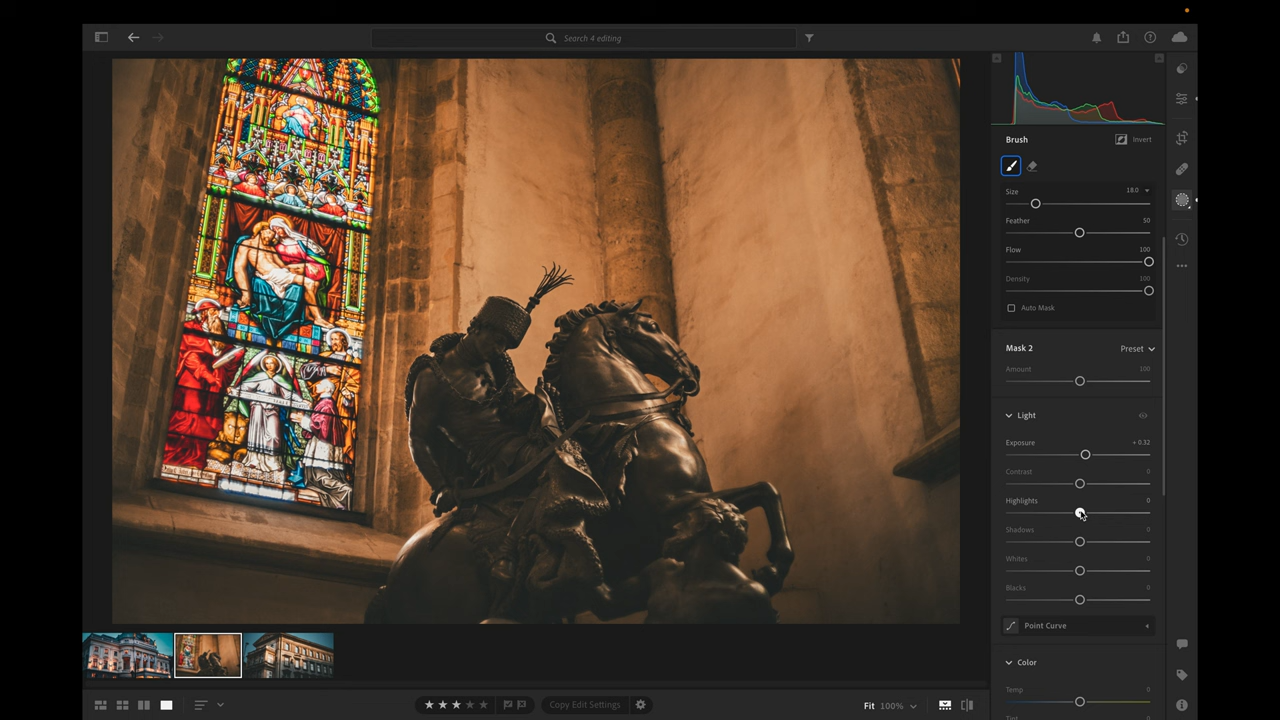 Search 4 editing
Brush
Invert
Size 18.0
Feather 50
Flow 100
Density 100
Auto Mask
Mask 2 Preset
Amount 100
Light
Exposure + 0.32
Contrast 0
Highlights 0
Shadows 0
Whites 0
Blacks 0
Point Curve
Color
Temp 0
Copy Edit Settings
Fit 100%